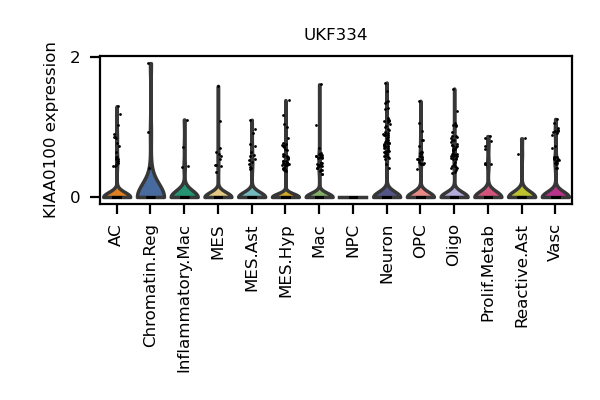 UKF334
KIAA0100 expression
2
0
AC
Chromatin.Reg
Inflammatory.Mac
MES
MES.Ast
MES.Hyp
Mac
NPC
Neuron
OPC
Oligo
Prolif.Metab
Reactive.Ast
Vasc